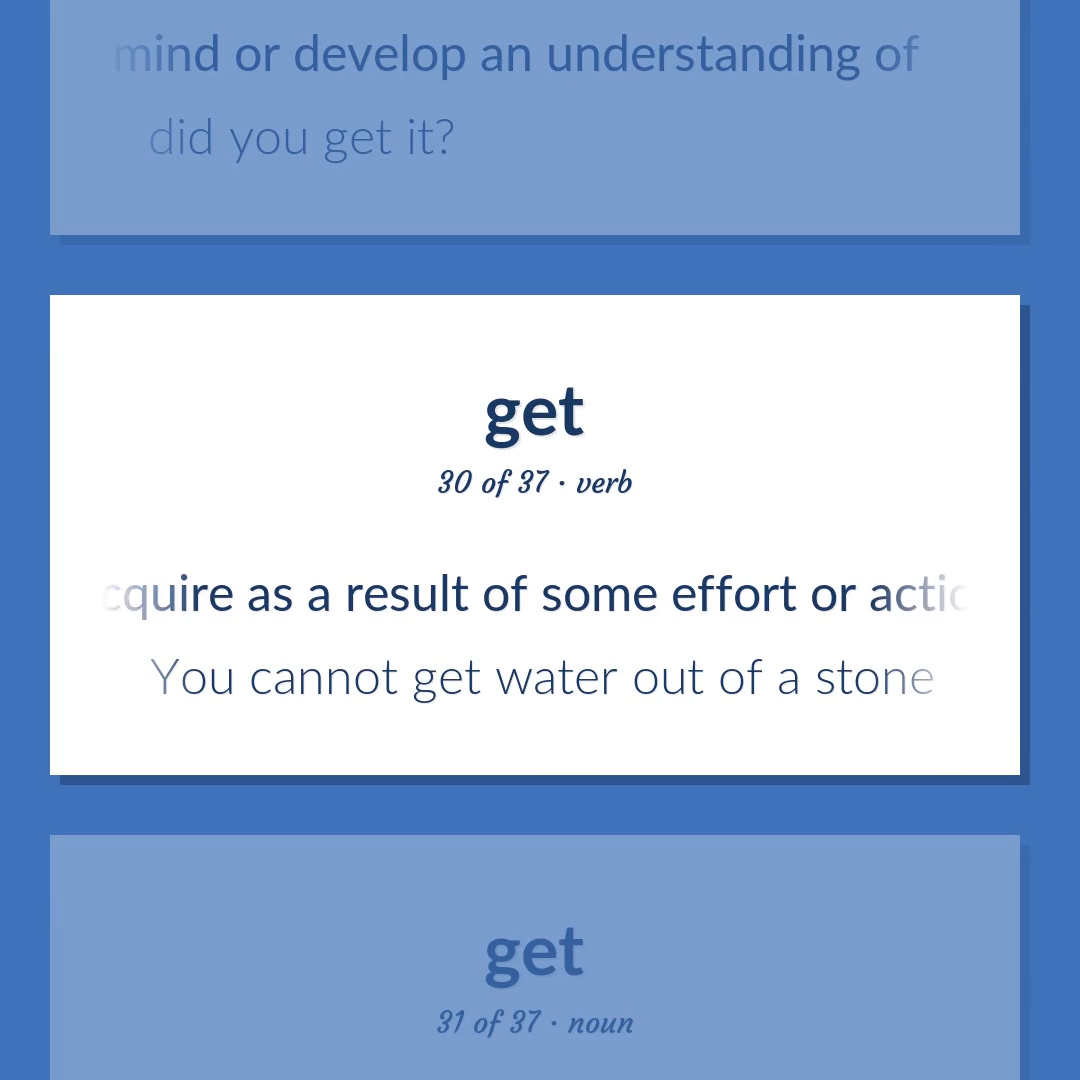 mind or develop an understanding of
did you get it?
get
30 of 37 · verb
cquire as a result of some effort or actio
You cannot get water out of a stone
get
31 of 37 · noun